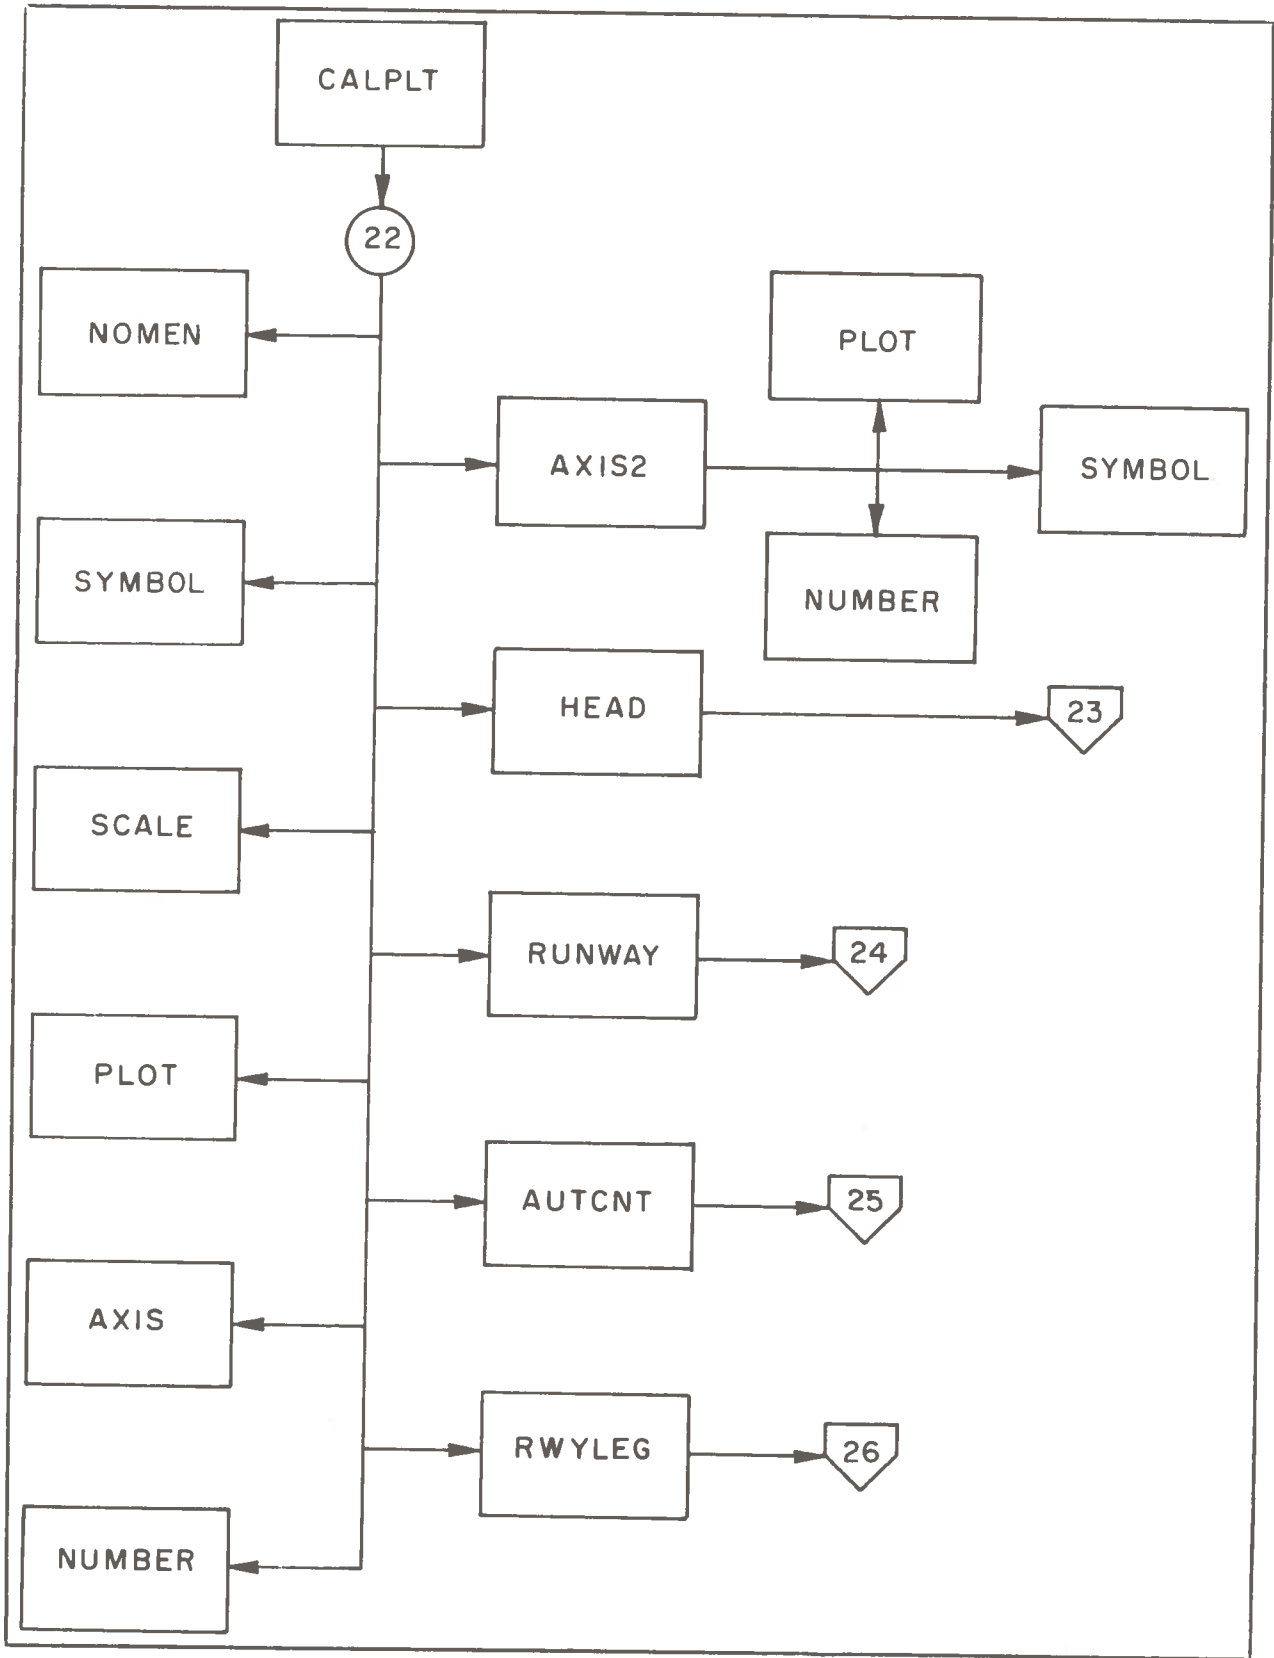 CALPLT
22
NOMEN
PLOT
AXIS2
SYMBOL
SYMBOL
NUMBER
HEAD
23
SCALE
RUNWAY
24
PLOT
AUTCNT
25
AXIS
RWYLEG
26
NUMBER